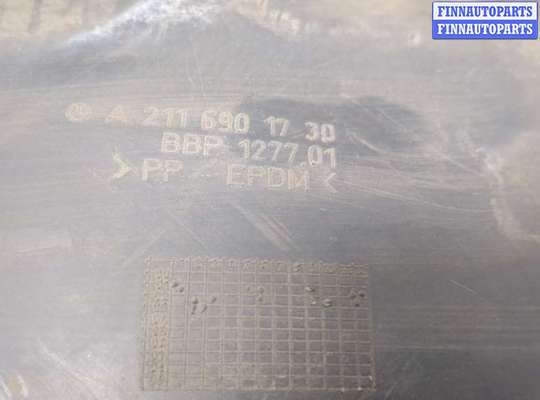 FINNAUTOPARTS
FINNAUTOPARTS
A 211 690 17 30
BBP 1277.01
>PP - EPDM<